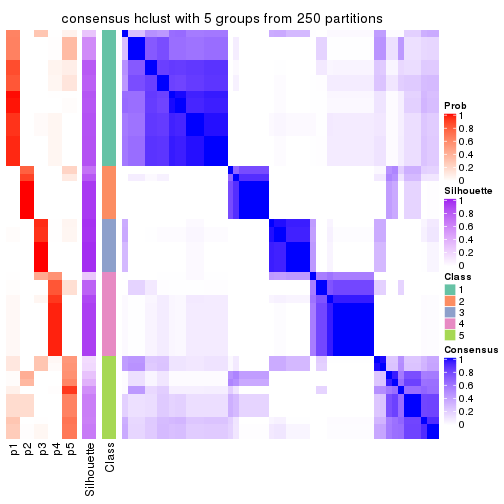 consensus hclust with 5 groups from 250 partitions
Prob
1
0.8
0.6
0.4
0.2
0
Silhouette
1
0.8
0.6
0.4
0.2
0
Class
1
2
3
4
5
Consensus
1
0.8
0.6
0.4
0.2
0
p1
p2
p3
p4
p5
Silhouette
Class